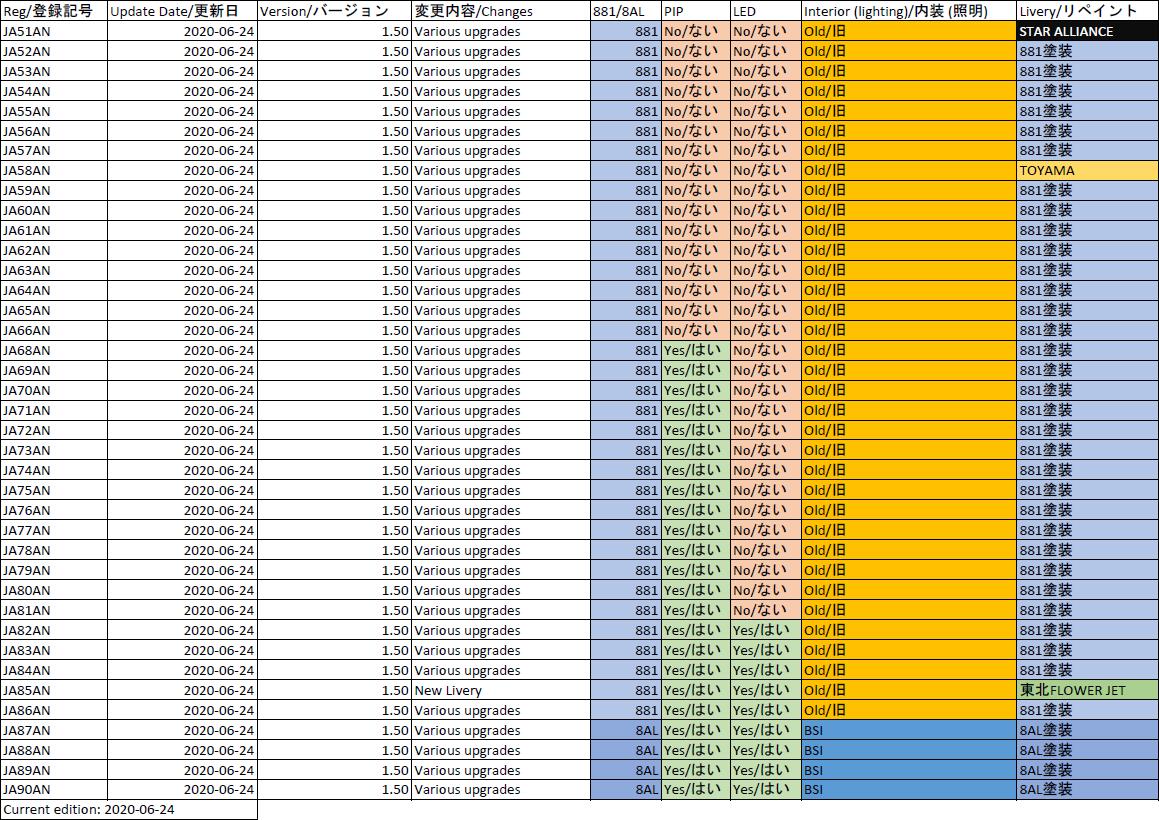 Reg/登録記号 Update Date/更新日 Version/バージョン 変更内容/Changes 881/8AL PIP LED Interior (lighting)/内装 (照明) Livery/リペイント
JA51AN 2020-06-24 1.50 Various upgrades 881 No/ない No/ない Old/旧 STAR ALLIANCE
JA52AN 2020-06-24 1.50 Various upgrades 881 No/ない No/ない Old/旧 881塗装
JA53AN 2020-06-24 1.50 Various upgrades 881 No/ない No/ない Old/旧 881塗装
JA54AN 2020-06-24 1.50 Various upgrades 881 No/ない No/ない Old/旧 881塗装
JA55AN 2020-06-24 1.50 Various upgrades 881 No/ない No/ない Old/旧 881塗装
JA56AN 2020-06-24 1.50 Various upgrades 881 No/ない No/ない Old/旧 881塗装
JA57AN 2020-06-24 1.50 Various upgrades 881 No/ない No/ない Old/旧 881塗装
JA58AN 2020-06-24 1.50 Various upgrades 881 No/ない No/ない Old/旧 TOYAMA
JA59AN 2020-06-24 1.50 Various upgrades 881 No/ない No/ない Old/旧 881塗装
JA60AN 2020-06-24 1.50 Various upgrades 881 No/ない No/ない Old/旧 881塗装
JA61AN 2020-06-24 1.50 Various upgrades 881 No/ない No/ない Old/旧 881塗装
JA62AN 2020-06-24 1.50 Various upgrades 881 No/ない No/ない Old/旧 881塗装
JA63AN 2020-06-24 1.50 Various upgrades 881 No/ない No/ない Old/旧 881塗装
JA64AN 2020-06-24 1.50 Various upgrades 881 No/ない No/ない Old/旧 881塗装
JA65AN 2020-06-24 1.50 Various upgrades 881 No/ない No/ない Old/旧 881塗装
JA66AN 2020-06-24 1.50 Various upgrades 881 No/ない No/ない Old/旧 881塗装
JA68AN 2020-06-24 1.50 Various upgrades 881 Yes/はい No/ない Old/旧 881塗装
JA69AN 2020-06-24 1.50 Various upgrades 881 Yes/はい No/ない Old/旧 881塗装
JA70AN 2020-06-24 1.50 Various upgrades 881 Yes/はい No/ない Old/旧 881塗装
JA71AN 2020-06-24 1.50 Various upgrades 881 Yes/はい No/ない Old/旧 881塗装
JA72AN 2020-06-24 1.50 Various upgrades 881 Yes/はい No/ない Old/旧 881塗装
JA73AN 2020-06-24 1.50 Various upgrades 881 Yes/はい No/ない Old/旧 881塗装
JA74AN 2020-06-24 1.50 Various upgrades 881 Yes/はい No/ない Old/旧 881塗装
JA75AN 2020-06-24 1.50 Various upgrades 881 Yes/はい No/ない Old/旧 881塗装
JA76AN 2020-06-24 1.50 Various upgrades 881 Yes/はい No/ない Old/旧 881塗装
JA77AN 2020-06-24 1.50 Various upgrades 881 Yes/はい No/ない Old/旧 881塗装
JA78AN 2020-06-24 1.50 Various upgrades 881 Yes/はい No/ない Old/旧 881塗装
JA79AN 2020-06-24 1.50 Various upgrades 881 Yes/はい No/ない Old/旧 881塗装
JA80AN 2020-06-24 1.50 Various upgrades 881 Yes/はい No/ない Old/旧 881塗装
JA81AN 2020-06-24 1.50 Various upgrades 881 Yes/はい No/ない Old/旧 881塗装
JA82AN 2020-06-24 1.50 Various upgrades 881 Yes/はい Yes/はい Old/旧 881塗装
JA83AN 2020-06-24 1.50 Various upgrades 881 Yes/はい Yes/はい Old/旧 881塗装
JA84AN 2020-06-24 1.50 Various upgrades 881 Yes/はい Yes/はい Old/旧 881塗装
JA85AN 2020-06-24 1.50 New Livery 881 Yes/はい Yes/はい Old/旧 東北FLOWER JET
JA86AN 2020-06-24 1.50 Various upgrades 881 Yes/はい Yes/はい Old/旧 881塗装
JA87AN 2020-06-24 1.50 Various upgrades 8AL Yes/はい Yes/はい BSI 8AL塗装
JA88AN 2020-06-24 1.50 Various upgrades 8AL Yes/はい Yes/はい BSI 8AL塗装
JA89AN 2020-06-24 1.50 Various upgrades 8AL Yes/はい Yes/はい BSI 8AL塗装
JA90AN 2020-06-24 1.50 Various upgrades 8AL Yes/はい Yes/はい BSI 8AL塗装
Current edition: 2020-06-24